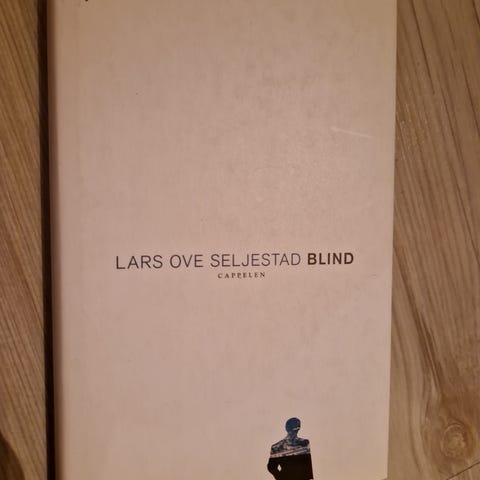 LARS OVE SELJESTAD BLIND
CAPPELEN